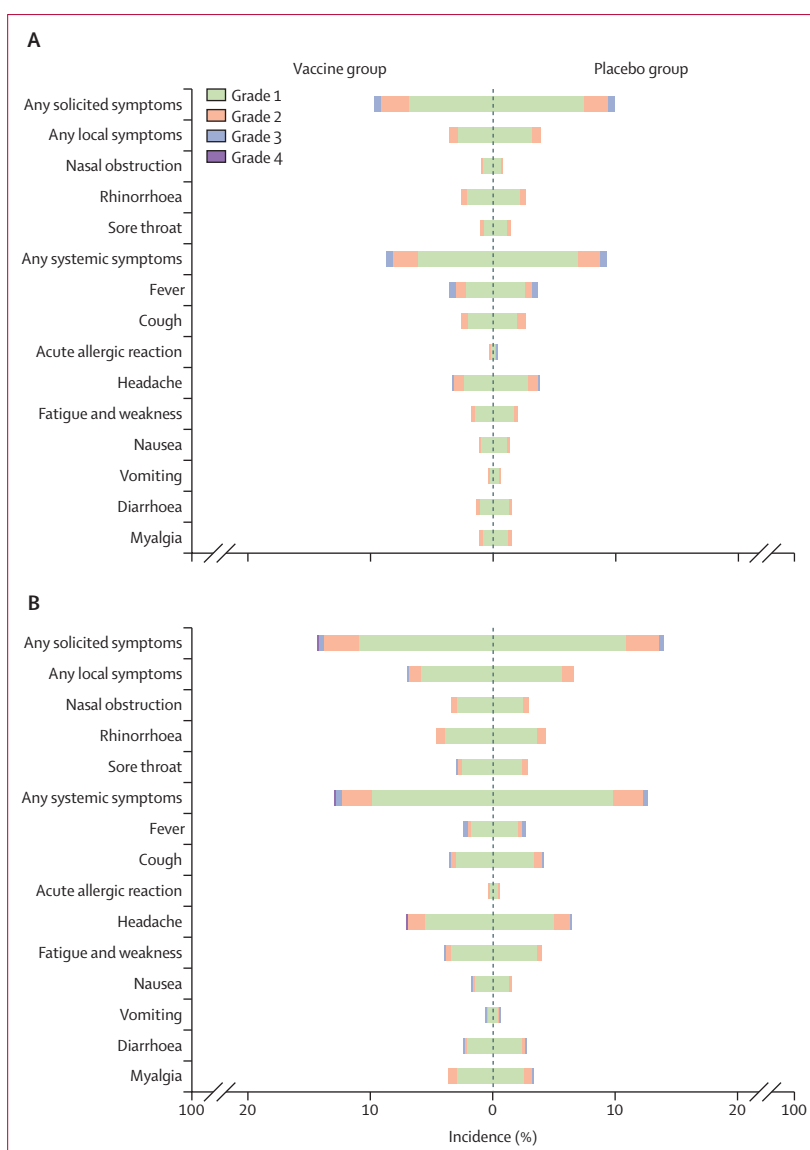 A
Vaccine group
Placebo group
Grade 1
Grade 2
Grade 3
Grade 4
Any solicited symptoms
Any local symptoms
Nasal obstruction
Rhinorrhoea
Sore throat
Any systemic symptoms
Fever
Cough
Acute allergic reaction
Headache
Fatigue and weakness
Nausea
Vomiting
Diarrhoea
Myalgia
B
Any solicited symptoms
Any local symptoms
Nasal obstruction
Rhinorrhoea
Sore throat
Any systemic symptoms
Fever
Cough
Acute allergic reaction
Headache
Fatigue and weakness
Nausea
Vomiting
Diarrhoea
Myalgia
100 20 10 0 10 20 100
Incidence (%)